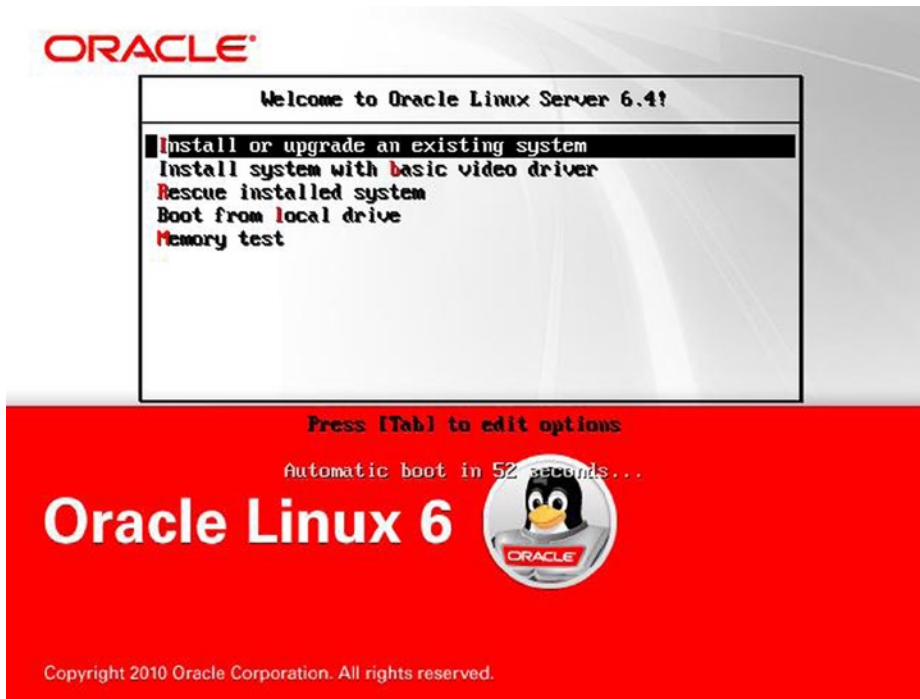 ORACLE®
Welcome to Oracle Linux Server 6.4!
Install or upgrade an existing system
Install system with basic video driver
Rescue installed system
Boot from local drive
Memory test
Press [Tab] to edit options
Automatic boot in 52 seconds...
Oracle Linux 6
ORACLE
Copyright 2010 Oracle Corporation. All rights reserved.